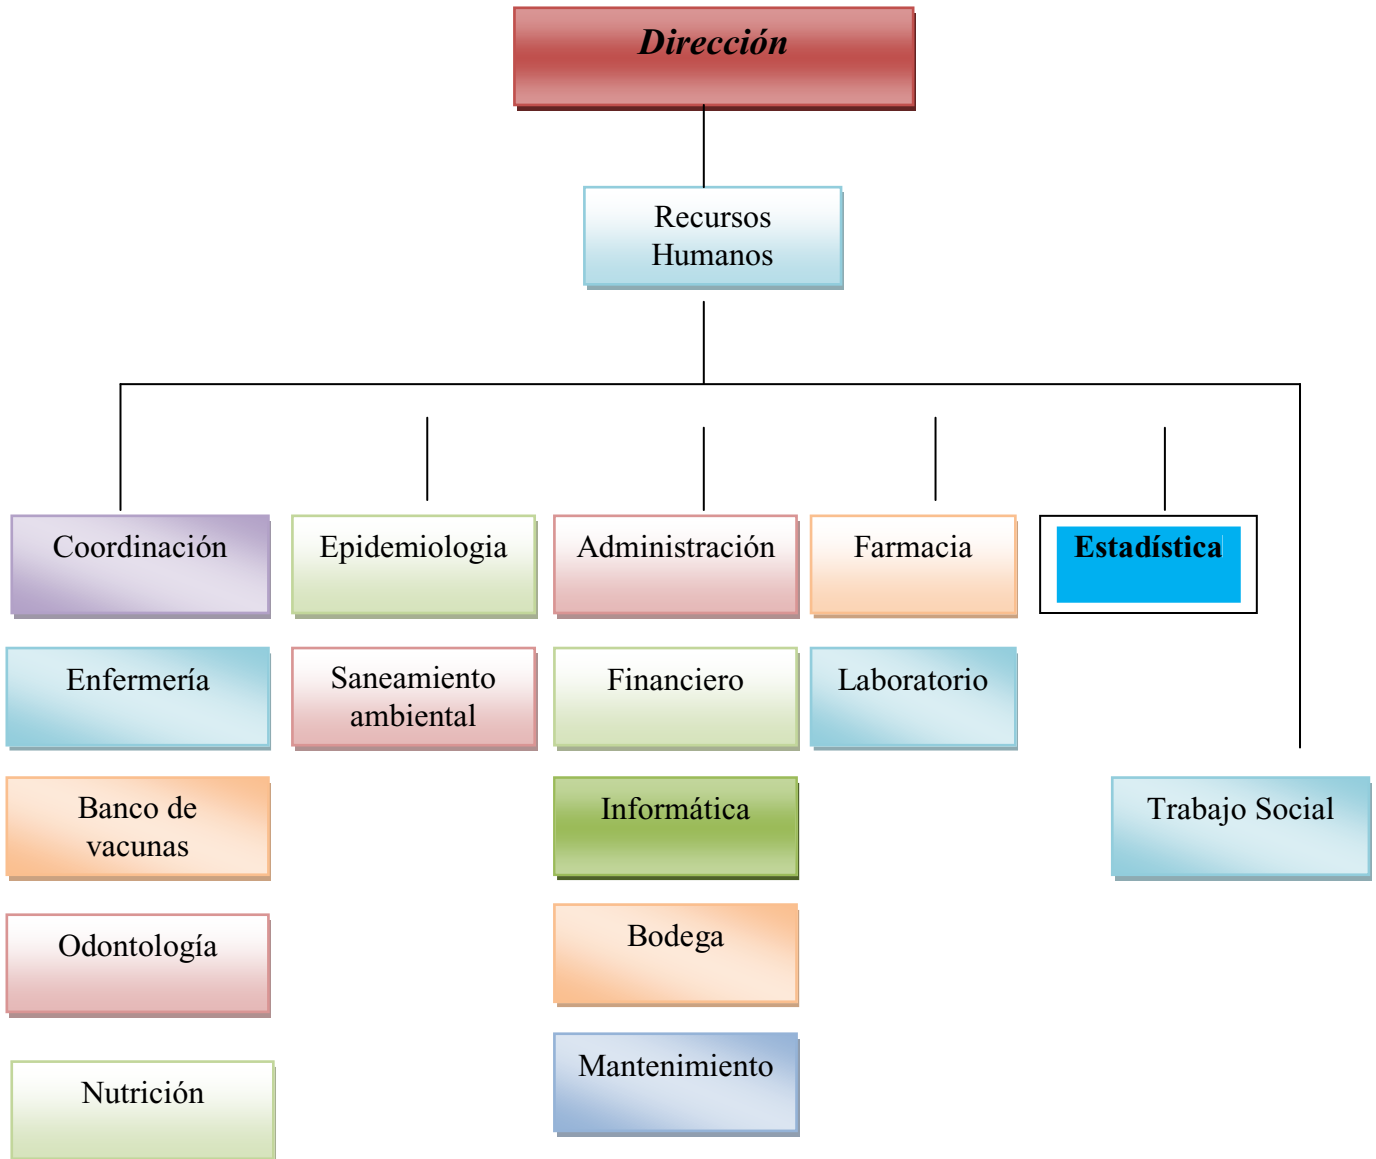 Dirección
Recursos
Humanos
Coordinación
Epidemiologia
Administración
Farmacia
Estadística
Enfermería
Saneamiento
ambiental
Financiero
Laboratorio
Banco de
vacunas
Informática
Trabajo Social
Odontología
Bodega
Nutrición
Mantenimiento